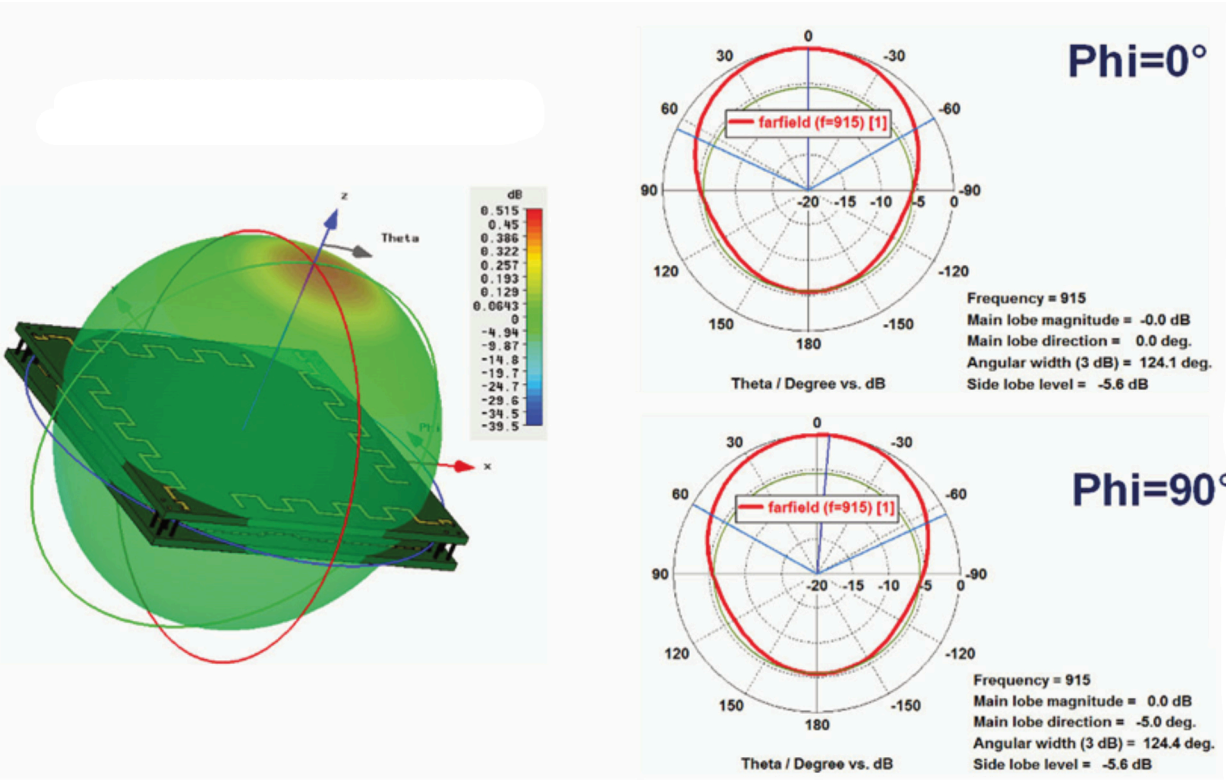 dB
0.515
0.45
0.386
0.322
0.257
0.193
0.129
0.0643
0
-4.94
-9.87
-14.8
-19.7
-24.7
-29.6
-34.5
-39.5
z
Theta
x
Phi=0°
0
30
-30
60
-60
farfield (f=915) [1]
90
-20
-15
-10
-5
0
-90
120
-120
150
-150
180
Theta / Degree vs. dB
Frequency = 915
Main lobe magnitude = -0.0 dB
Main lobe direction = 0.0 deg.
Angular width (3 dB) = 124.1 deg.
Side lobe level = -5.6 dB
Phi=90°
0
30
-30
60
-60
farfield (f=915) [1]
90
-20
-15
-10
-5
0
-90
120
-120
150
-150
180
Theta / Degree vs. dB
Frequency = 915
Main lobe magnitude = 0.0 dB
Main lobe direction = -5.0 deg.
Angular width (3 dB) = 124.4 deg.
Side lobe level = -5.6 dB